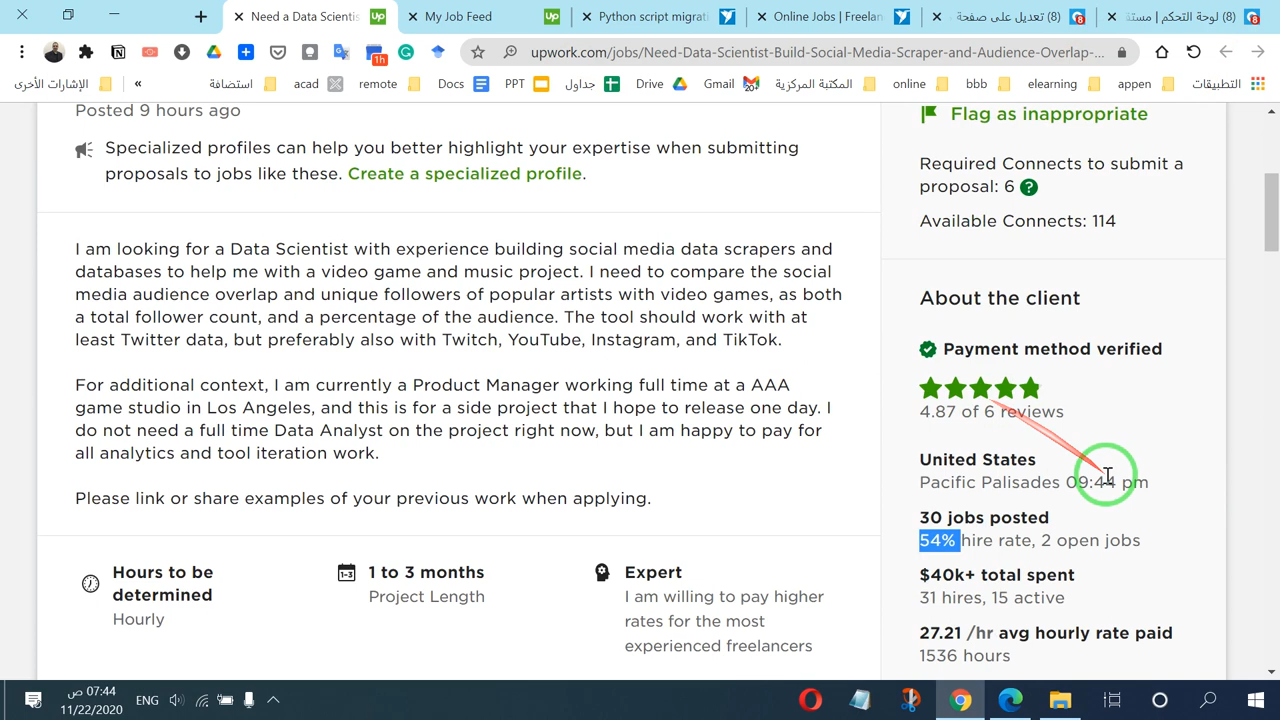 Need a Data Scientis
My Job Feed
Python script migrati
Online Jobs | Freelan
(8) تعديل على صفحة
(8) لوحة التحكم | مستق
upwork.com/jobs/Need-Data-Scientist-Build-Social-Media-Scraper-and-Audience-Overlap-...
الإشارات الأخرى
»
استضافة
acad
remote
Docs
PPT
جداول
Drive
Gmail
المكتبة المركزية
online
bbb
elearning
appen
التطبيقات
Posted 9 hours ago
Specialized profiles can help you better highlight your expertise when submitting
proposals to jobs like these. Create a specialized profile.
I am looking for a Data Scientist with experience building social media data scrapers and
databases to help me with a video game and music project. I need to compare the social
media audience overlap and unique followers of popular artists with video games, as both
a total follower count, and a percentage of the audience. The tool should work with at
least Twitter data, but preferably also with Twitch, YouTube, Instagram, and TikTok.
For additional context, I am currently a Product Manager working full time at a AAA
game studio in Los Angeles, and this is for a side project that I hope to release one day. I
do not need a full time Data Analyst on the project right now, but I am happy to pay for
all analytics and tool iteration work.
Please link or share examples of your previous work when applying.
Hours to be
determined
Hourly
1 to 3 months
Project Length
Expert
I am willing to pay higher
rates for the most
experienced freelancers
Flag as inappropriate
Required Connects to submit a
proposal: 6
Available Connects: 114
About the client
Payment method verified
4.87 of 6 reviews
United States
Pacific Palisades 09:44 pm
30 jobs posted
54% hire rate, 2 open jobs
$40k+ total spent
31 hires, 15 active
27.21 /hr avg hourly rate paid
1536 hours
07:44 ص
11/22/2020
ENG